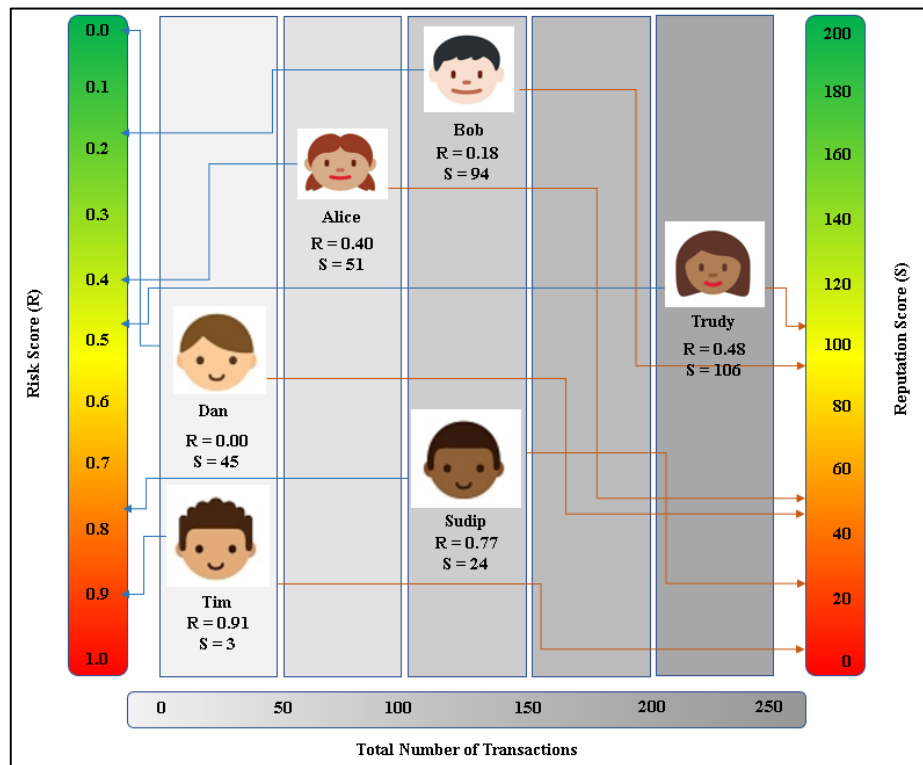 Risk Score (R)
0.0
0.1
0.2
0.3
0.4
0.5
0.6
0.7
0.8
0.9
1.0
Bob
R = 0.18
S = 94
Alice
R = 0.40
S = 51
Trudy
R = 0.48
S = 106
Dan
R = 0.00
S = 45
Sudip
R = 0.77
S = 24
Tim
R = 0.91
S = 3
200
180
160
140
120
100
80
60
40
20
0
Reputation Score (S)
0 50 100 150 200 250
Total Number of Transactions